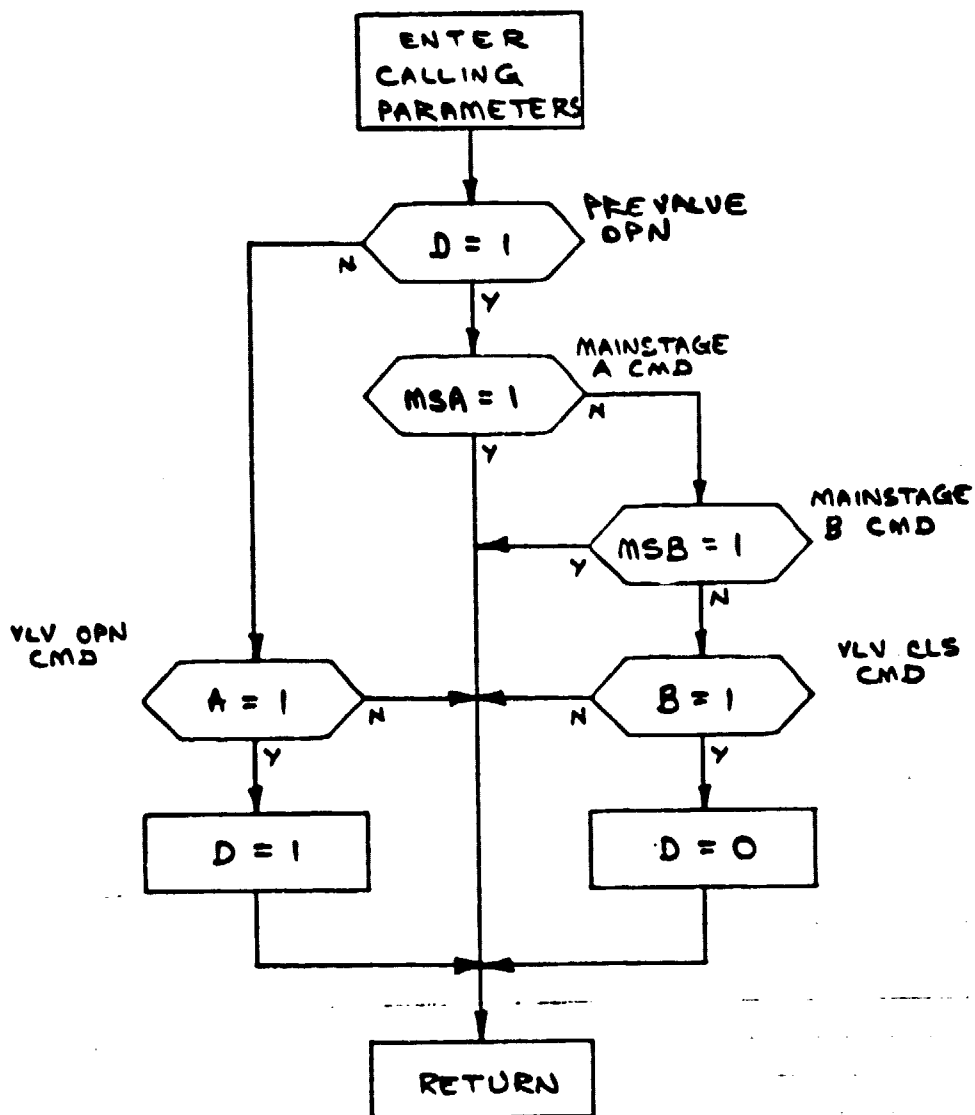 ENTER
CALLING
PARAMETERS
PREVALUE
OPN
D = 1
N
Y
MAINSTAGE
A CMD
MSA = 1
N
Y
MAINSTAGE
B CMD
MSB = 1
Y
N
VLV OPN
CMD
A = 1
N
Y
VLV CLS
CMD
B = 1
N
Y
D = 1
D = 0
RETURN